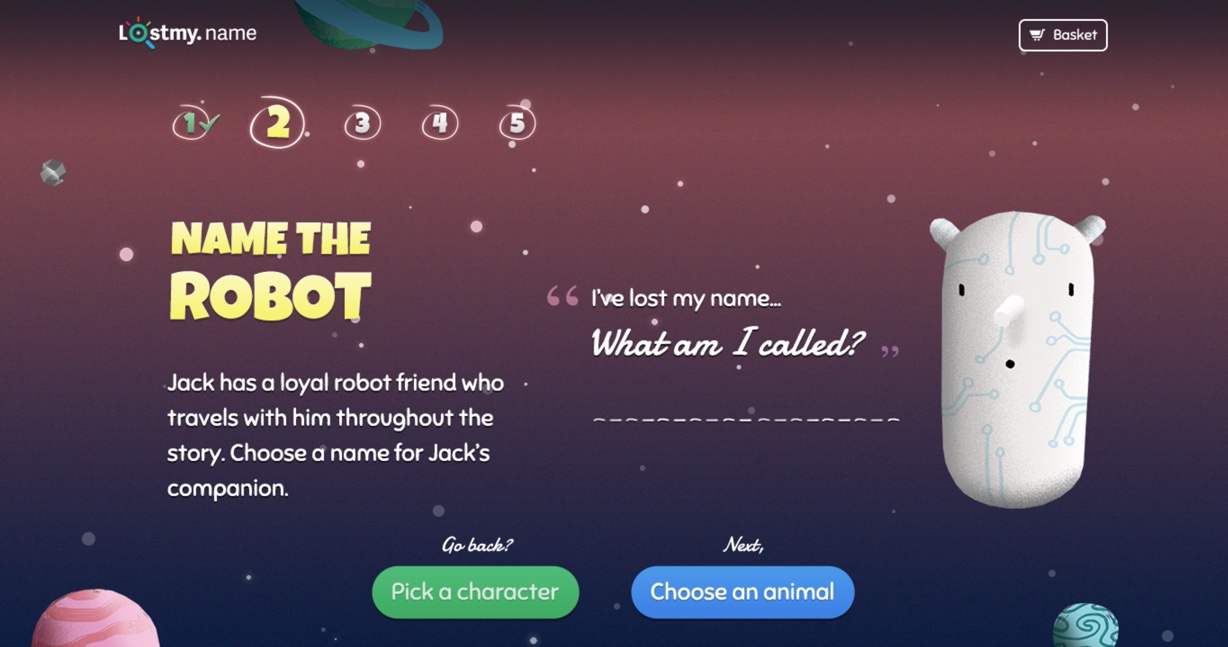 Lostmy.name
Basket
1 2 3 4 5
NAME THE
ROBOT
Jack has a loyal robot friend who
travels with him throughout the
story. Choose a name for Jack's
companion.
“ I've lost my name...
What am I called? ”
Go back?
Pick a character
Next,
Choose an animal